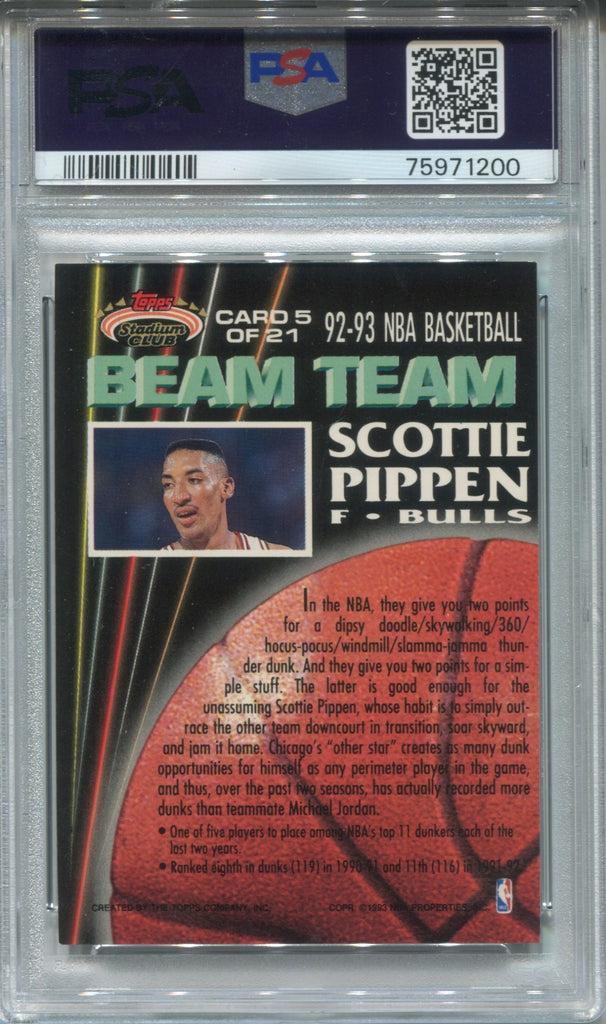 PSA
PSA
75971200
Topps
Stadium
CLUB
CARD 5
OF 21
92-93 NBA BASKETBALL
BEAM TEAM
SCOTTIE
PIPPEN
F • BULLS
In the NBA, they give you two points
for a dipsy doodle/skywalking/360/
hocus-pocus/windmill/slamma-jamma thun-
der dunk. And they give you two points for a sim-
ple stuff. The latter is good enough for the
unassuming Scottie Pippen, whose habit is to simply out-
race the other team downcourt in transition, soar skyward,
and jam it home. Chicago's "other star" creates as many dunk
opportunities for himself as any perimeter player in the game,
and thus, over the past two seasons, has actually recorded more
dunks than teammate Michael Jordan.
• One of five players to place among NBA's top 11 dunkers each of the
last two years.
• Ranked eighth in dunks (119) in 1990-91 and 11th (116) in 1991-92.
CREATED BY THE TOPPS COMPANY, INC.
COPR. ©1993 NBA PROPERTIES, INC.